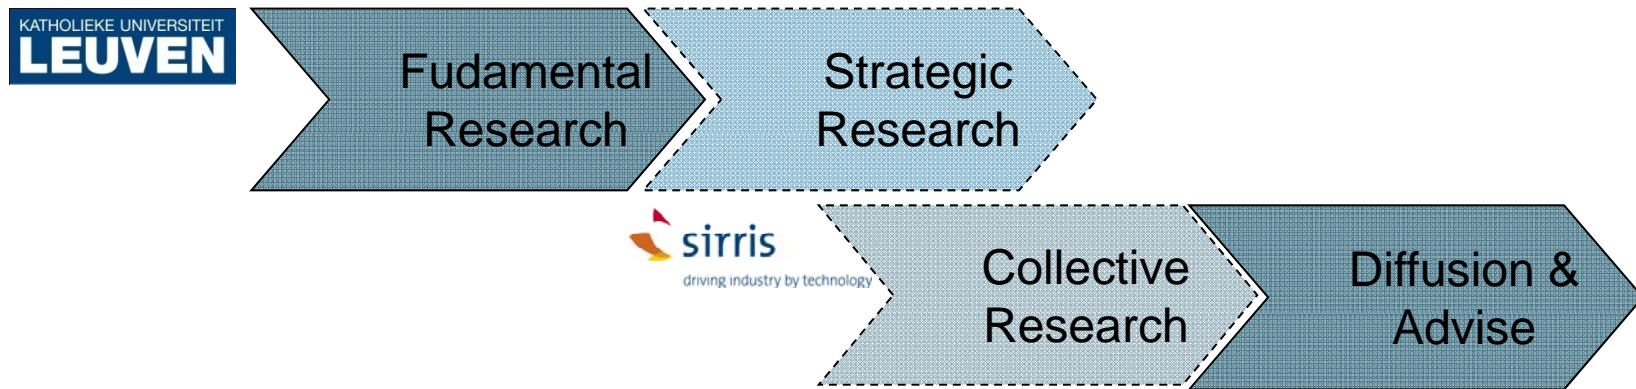 KATHOLIEKE UNIVERSITEIT
LEUVEN
Fudamental
Research
Strategic
Research
sirris
driving industry by technology
Collective
Research
Diffusion &
Advise